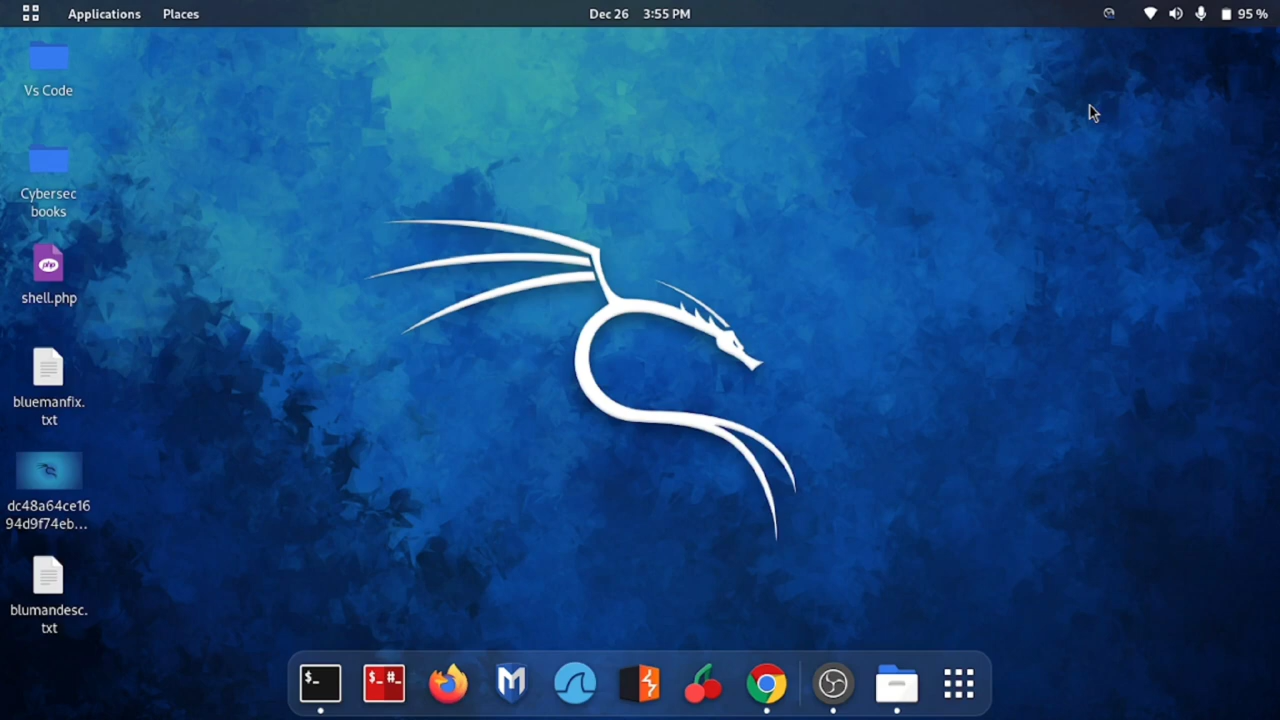 Applications Places Dec 26 3:55 PM 95 %
Vs Code
Cybersec
books
php
shell.php
bluemanfix.
txt
dc48a64ce16
94d9f74eb...
blumandesc.
txt
$_ $_ #_